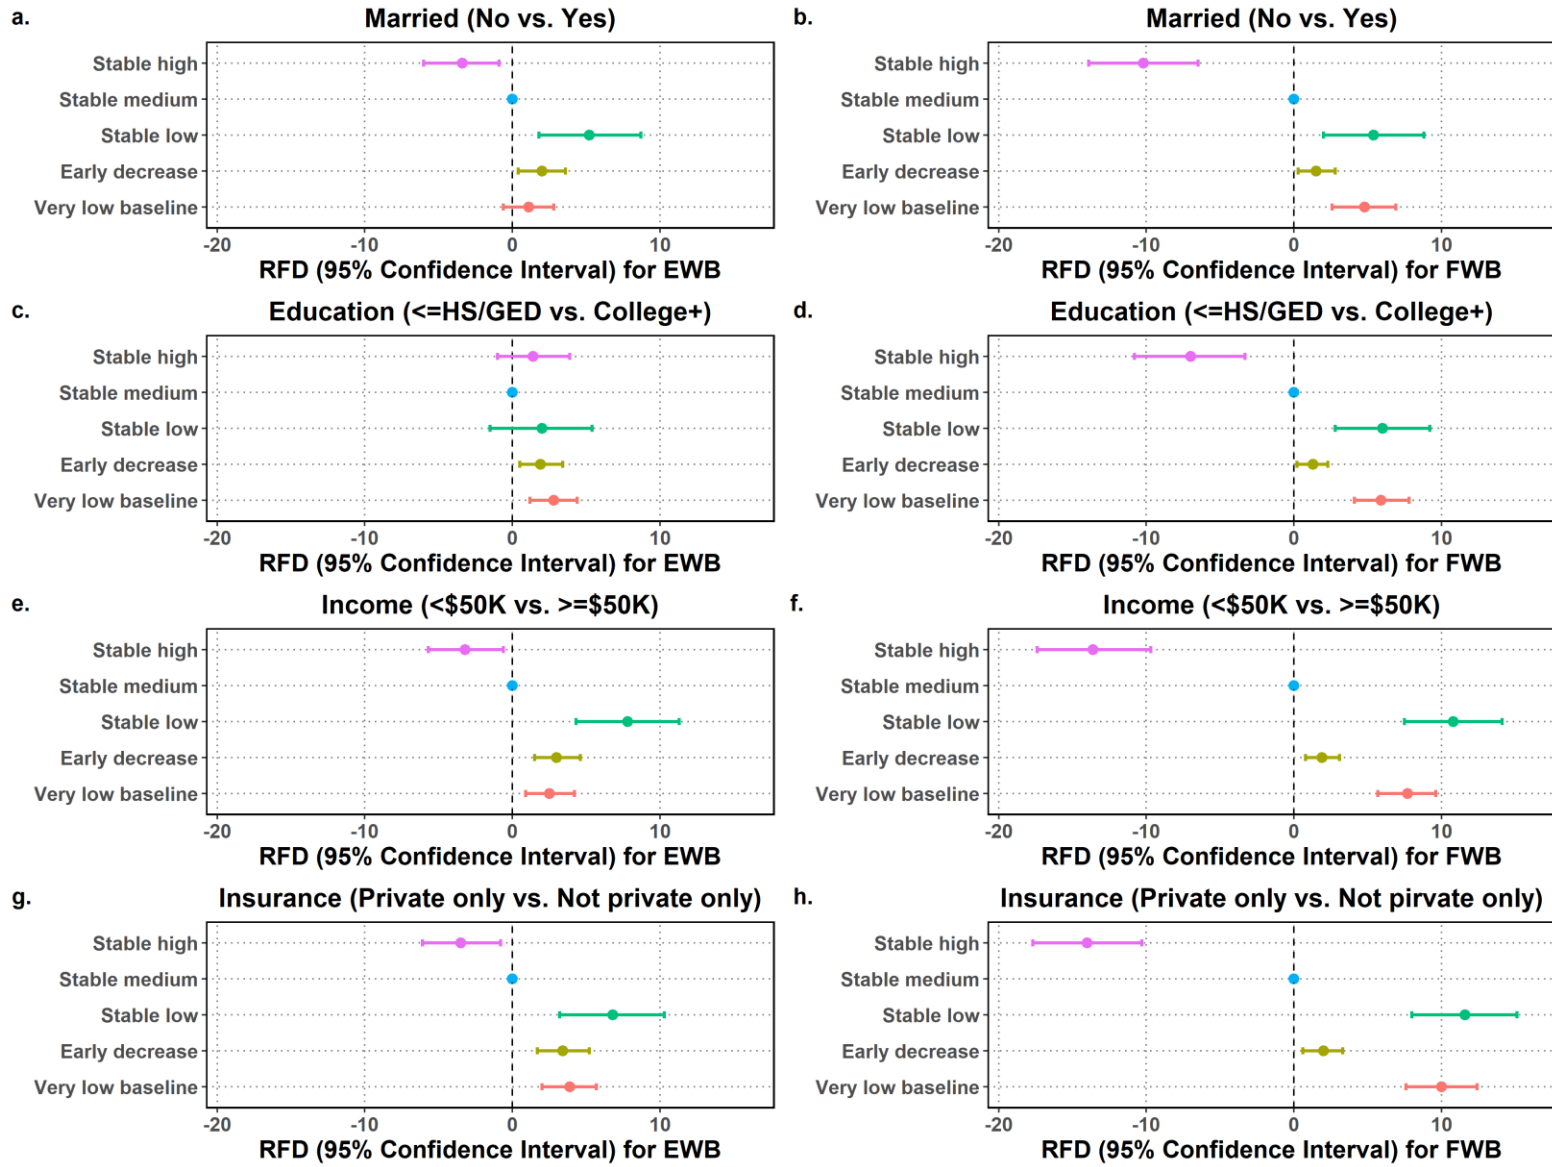 a.
Married (No vs. Yes)
Stable high
Stable medium
Stable low
Early decrease
Very low baseline
-20 -10 0 10
RFD (95% Confidence Interval) for EWB
b.
Married (No vs. Yes)
Stable high
Stable medium
Stable low
Early decrease
Very low baseline
-20 -10 0 10
RFD (95% Confidence Interval) for FWB
c.
Education (<=HS/GED vs. College+)
Stable high
Stable medium
Stable low
Early decrease
Very low baseline
-20 -10 0 10
RFD (95% Confidence Interval) for EWB
d.
Education (<=HS/GED vs. College+)
Stable high
Stable medium
Stable low
Early decrease
Very low baseline
-20 -10 0 10
RFD (95% Confidence Interval) for FWB
e.
Income (<$50K vs. >=$50K)
Stable high
Stable medium
Stable low
Early decrease
Very low baseline
-20 -10 0 10
RFD (95% Confidence Interval) for EWB
f.
Income (<$50K vs. >=$50K)
Stable high
Stable medium
Stable low
Early decrease
Very low baseline
-20 -10 0 10
RFD (95% Confidence Interval) for FWB
g.
Insurance (Private only vs. Not private only)
Stable high
Stable medium
Stable low
Early decrease
Very low baseline
-20 -10 0 10
RFD (95% Confidence Interval) for EWB
h.
Insurance (Private only vs. Not pirvate only)
Stable high
Stable medium
Stable low
Early decrease
Very low baseline
-20 -10 0 10
RFD (95% Confidence Interval) for FWB